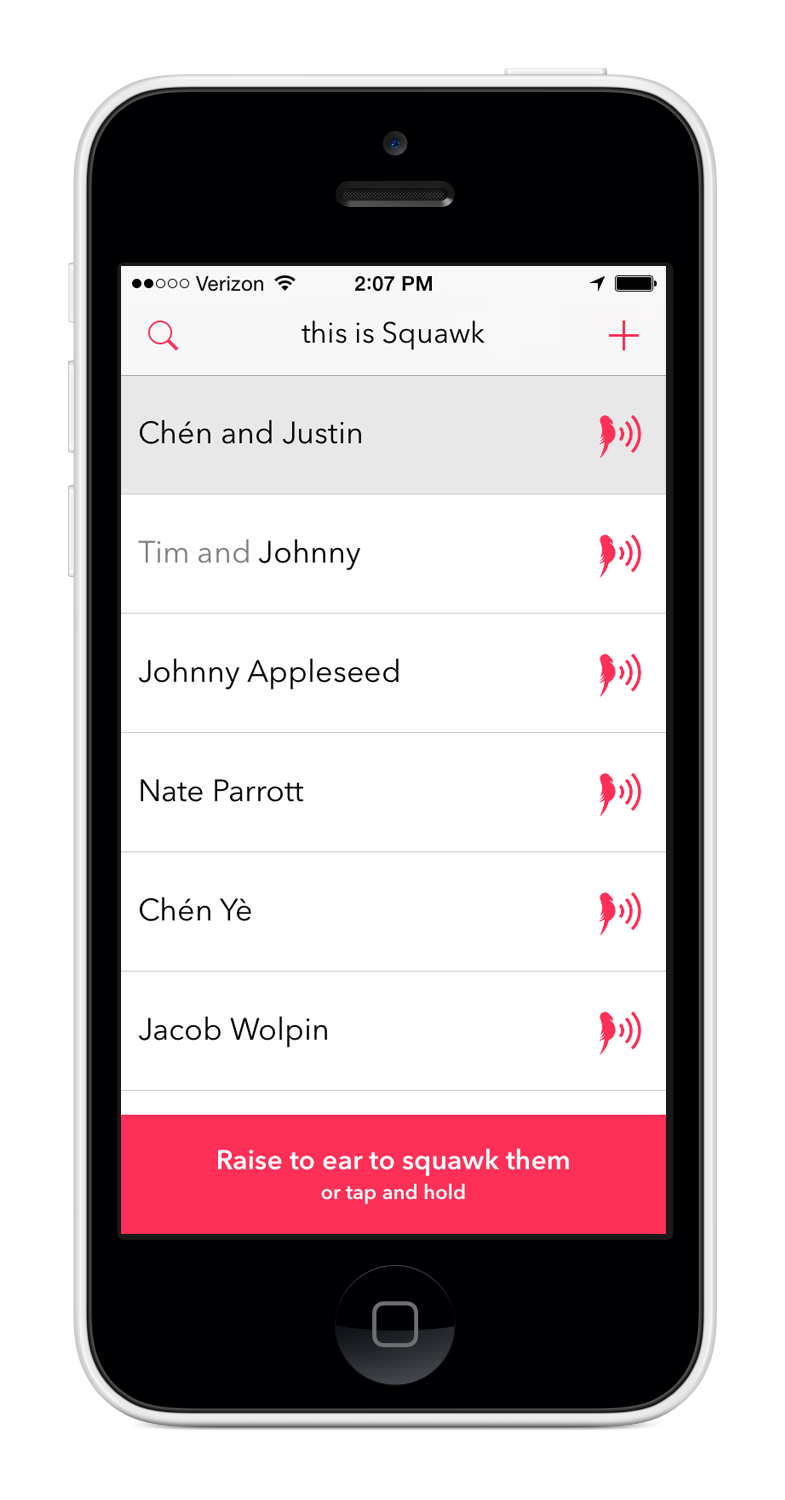 Verizon 2:07 PM
this is Squawk
Chén and Justin
Tim and Johnny
Johnny Appleseed
Nate Parrott
Chén Yè
Jacob Wolpin
Raise to ear to squawk them
or tap and hold